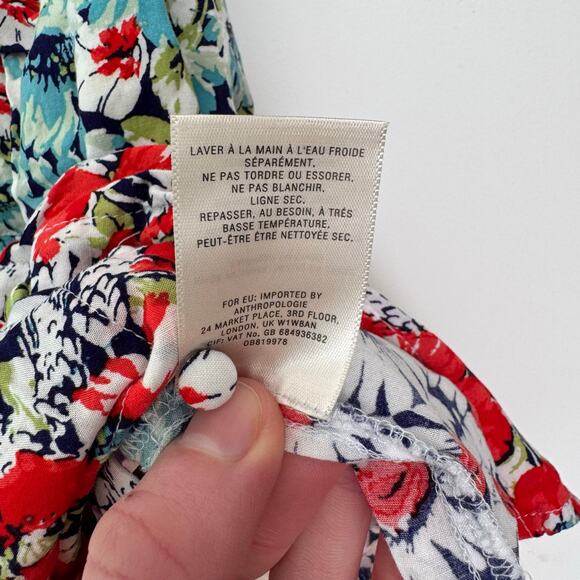 LAVER À LA MAIN À L'EAU FROIDE
SÉPARÉMENT.
NE PAS TORDRE OU ESSORER.
NE PAS BLANCHIR.
LIGNE SEC.
REPASSER, AU BESOIN, À TRÉS
BASSE TEMPÉRATURE.
PEUT-ÊTRE ÊTRE NETTOYÉE SEC.
FOR EU: IMPORTED BY
ANTHROPOLOGIE
24 MARKET PLACE, 3RD FLOOR,
LONDON, UK W1W8AN
CIF: VAT No. GB 684936382
OB819978